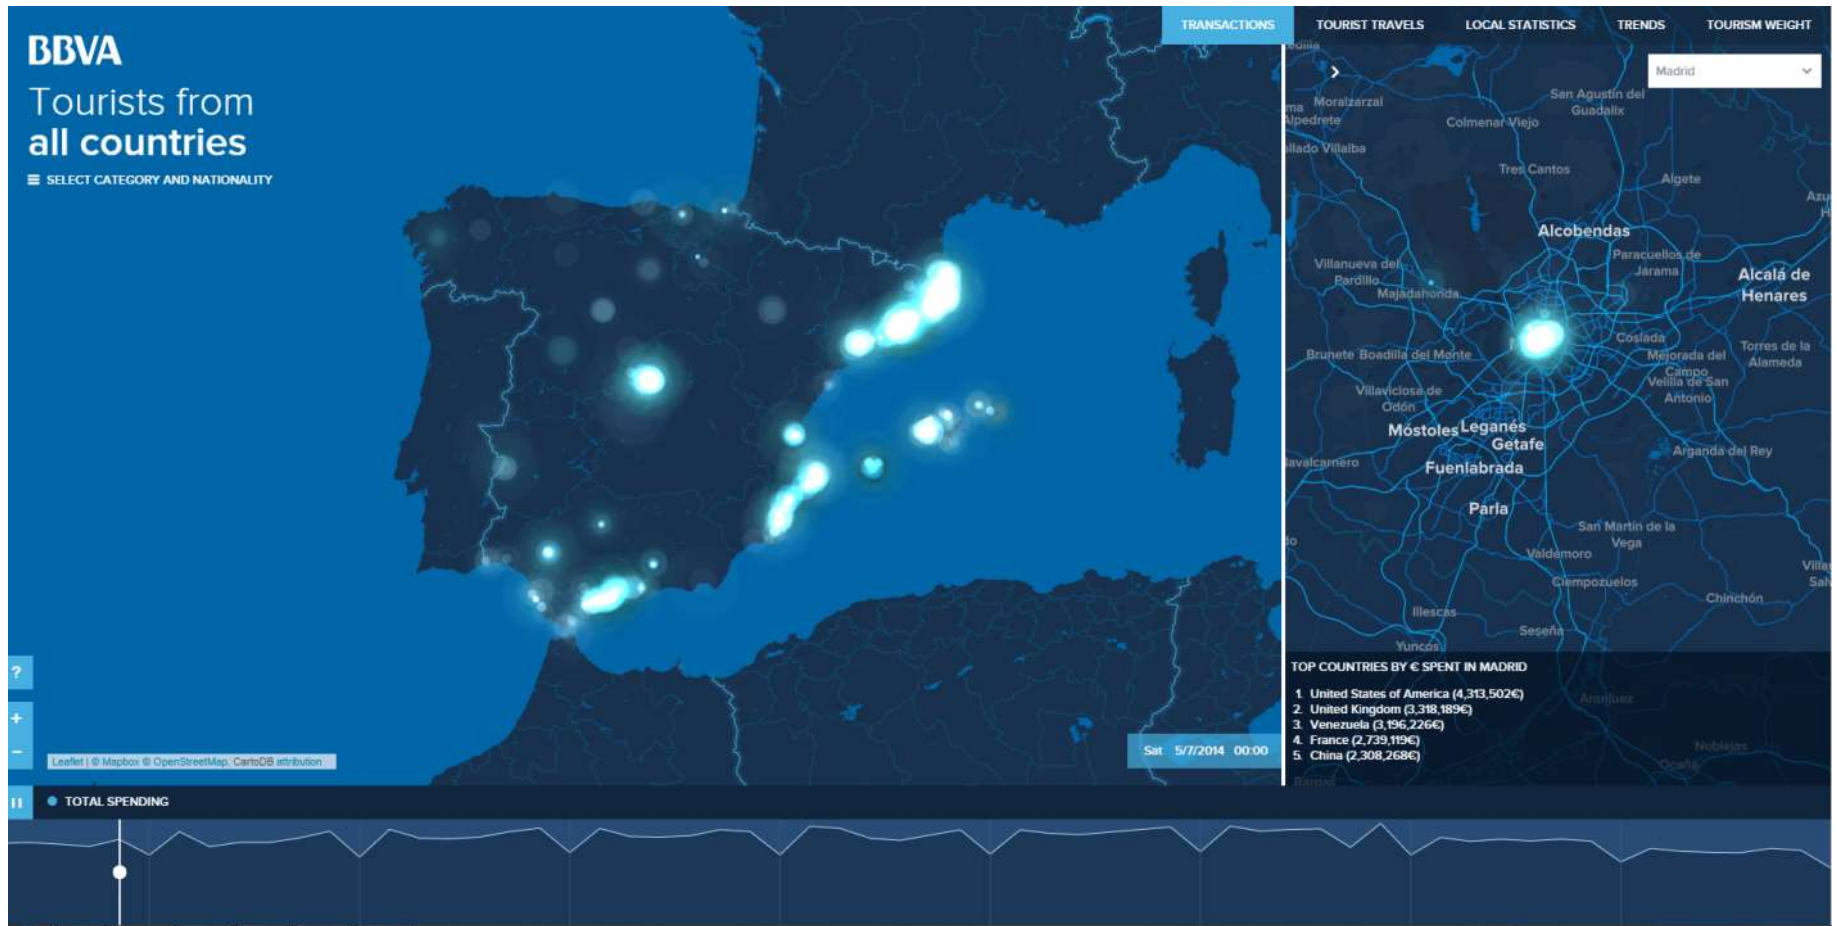 BBVA
Tourists from
all countries
SELECT CATEGORY AND NATIONALITY
TRANSACTIONS
TOURIST TRAVELS
LOCAL STATISTICS
TRENDS
TOURISM WEIGHT
Madrid
Moralzarzal
Alpedrete
San Agustín del
Guadalix
Colmenar Viejo
Tres Cantos
Algete
Alcobendas
Paracuellos de
Jarama
Alcalá de
Henares
Villanueva del
Pardillo
Majadahonda
Coslada
Torres de la
Alameda
Brunete
Boadilla del Monte
Mejorada del
Campo
Velilla de San
Antonio
Villaviciosa de
Odón
Móstoles
Leganés
Getafe
Fuenlabrada
Arganda del Rey
Parla
San Martín de la
Vega
Valdemoro
Ciempozuelos
Chinchón
Illescas
Seseña
Yuncos
TOP COUNTRIES BY € SPENT IN MADRID
1. United States of America (4,313,502€)
2. United Kingdom (3,318,189€)
3. Venezuela (3,196,226€)
4. France (2,739,119€)
5. China (2,308,268€)
Aranjuez
Noblejas
Ocaña
?
+
−
Sat 5/7/2014 00:00
Leaflet | © Mapbox © OpenStreetMap, CartoDB attribution
TOTAL SPENDING